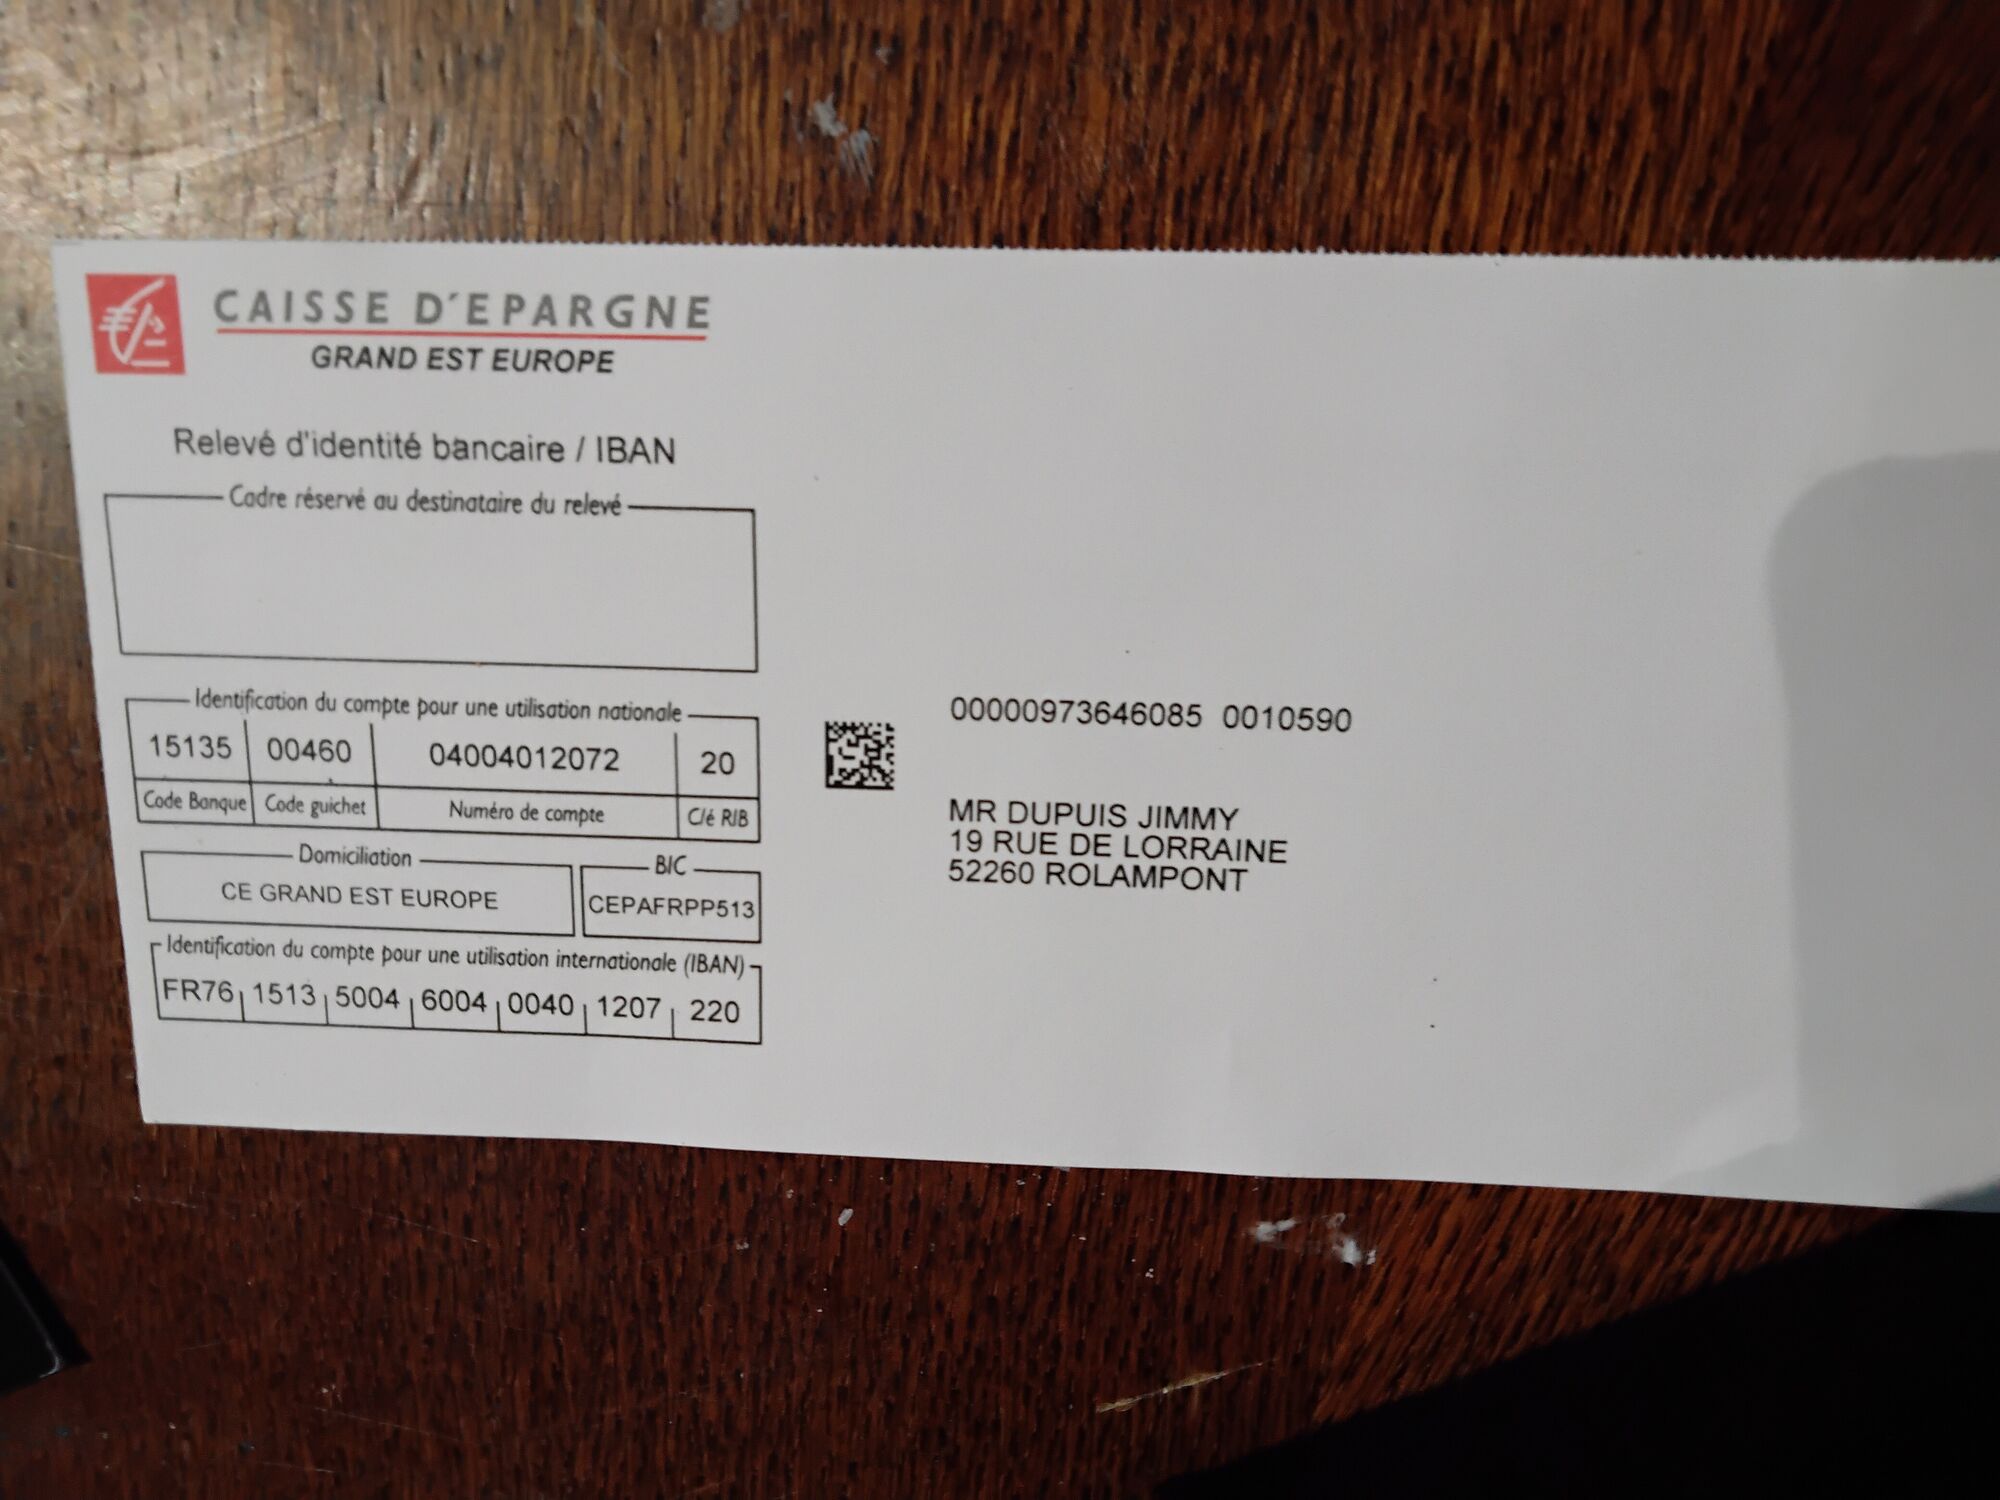 CAISSE D'EPARGNE
GRAND EST EUROPE
Relevé d'identité bancaire / IBAN
Cadre réservé au destinataire du relevé
Identification du compte pour une utilisation nationale
15135 00460 04004012072 20
Code Banque Code guichet Numéro de compte Clé RIB
Domiciliation BIC
CE GRAND EST EUROPE CEPAFRPP513
Identification du compte pour une utilisation internationale (IBAN)
FR76 1513 5004 6004 0040 1207 220
00000973646085 0010590
MR DUPUIS JIMMY
19 RUE DE LORRAINE
52260 ROLAMPONT